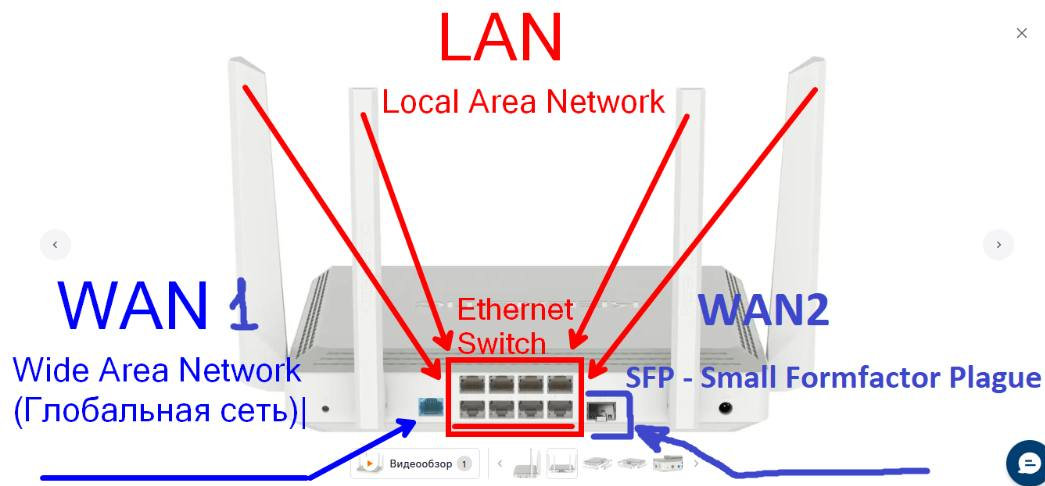 LAN
Local Area Network
WAN 1
Wide Area Network
(Глобальная сеть)
Ethernet
Switch
WAN2
SFP - Small Formfactor Plague
Видеообзор 1